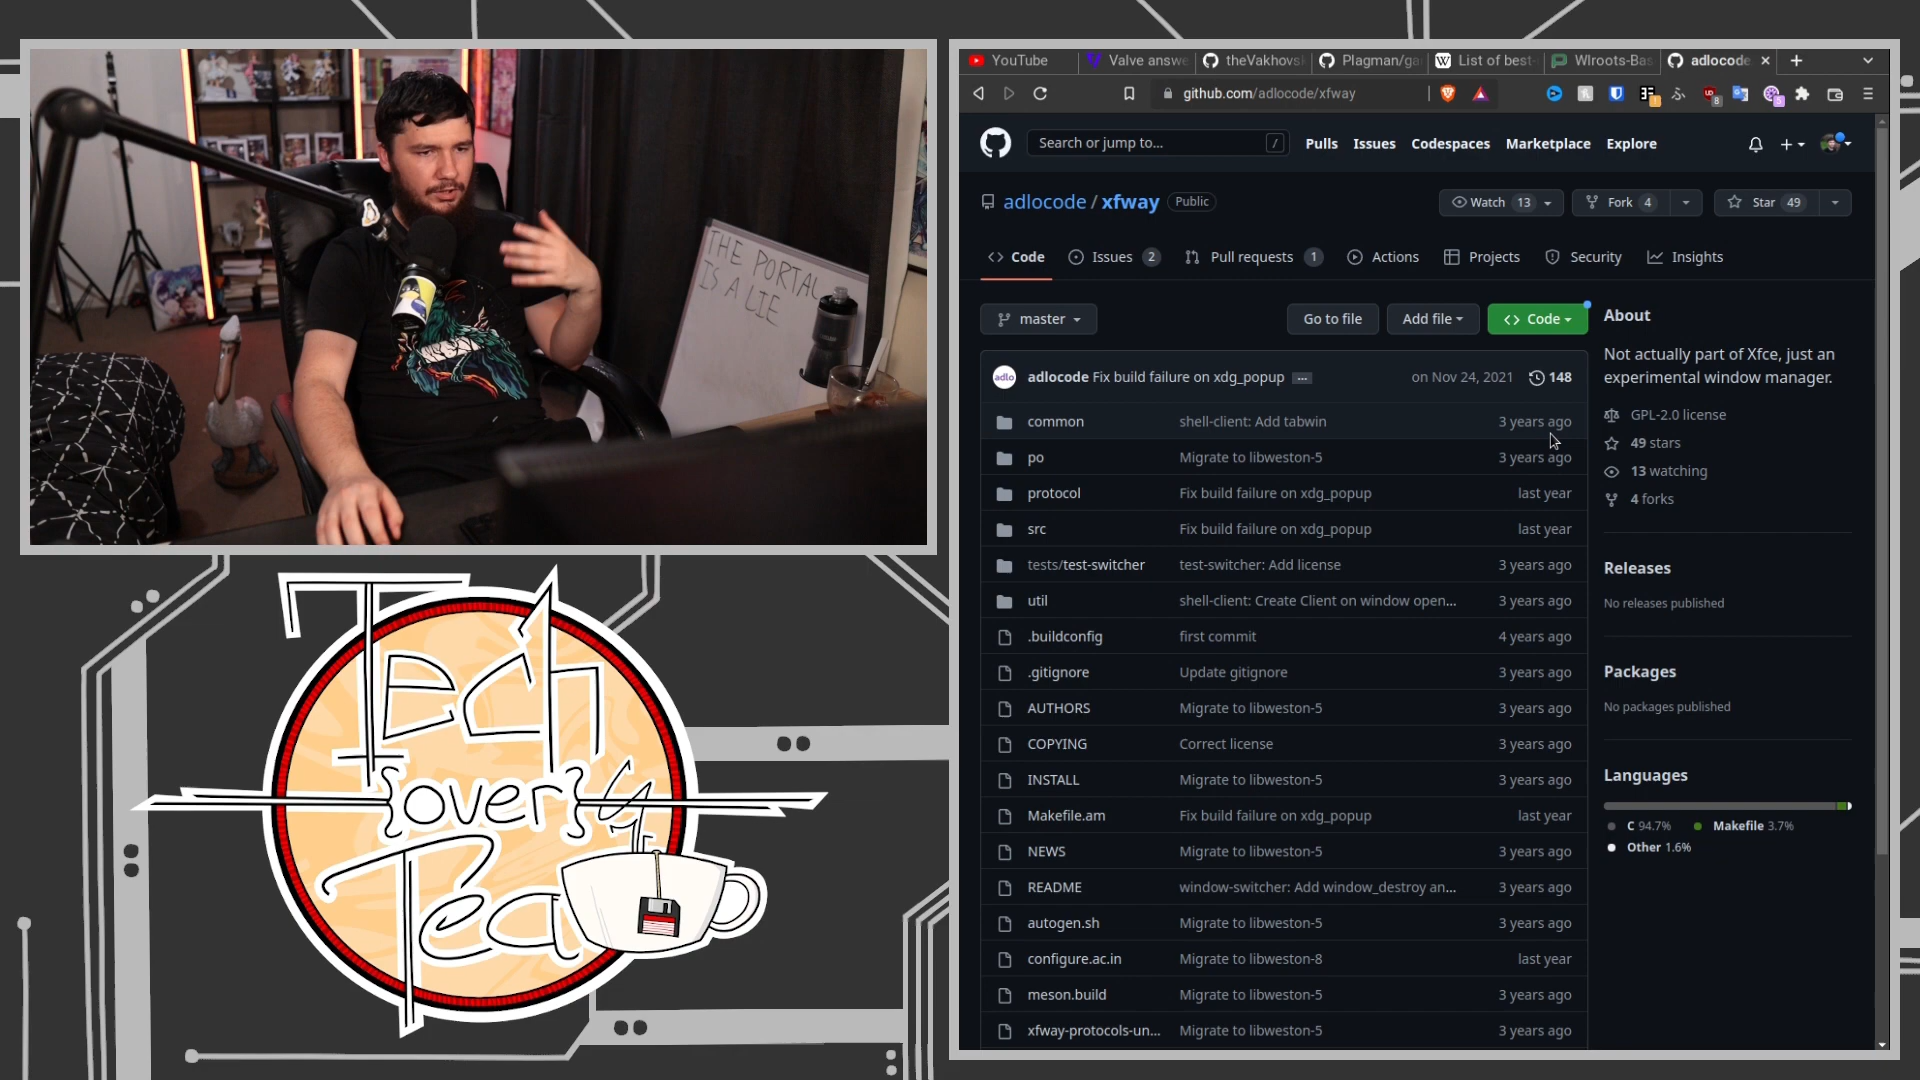 THE PORTAL
IS A LIE
Tech
{over}
Tea
YouTube
Valve answe
theVakhovsk
Plagman/ga
List of best-
Wlroots-Bas
adlocode
github.com/adlocode/xfway
Search or jump to...
/
Pulls
Issues
Codespaces
Marketplace
Explore
adlocode / xfway
Public
Watch 13
Fork 4
Star 49
Code
Issues 2
Pull requests 1
Actions
Projects
Security
Insights
master
Go to file
Add file
Code
adlo
adlocode Fix build failure on xdg_popup ...
on Nov 24, 2021
148
common shell-client: Add tabwin 3 years ago
po Migrate to libweston-5 3 years ago
protocol Fix build failure on xdg_popup last year
src Fix build failure on xdg_popup last year
tests/test-switcher test-switcher: Add license 3 years ago
util shell-client: Create Client on window open... 3 years ago
.buildconfig first commit 4 years ago
.gitignore Update gitignore 3 years ago
AUTHORS Migrate to libweston-5 3 years ago
COPYING Correct license 3 years ago
INSTALL Migrate to libweston-5 3 years ago
Makefile.am Fix build failure on xdg_popup last year
NEWS Migrate to libweston-5 3 years ago
README window-switcher: Add window_destroy an... 3 years ago
autogen.sh Migrate to libweston-5 3 years ago
configure.ac.in Migrate to libweston-8 last year
meson.build Migrate to libweston-5 3 years ago
xfway-protocols-un... Migrate to libweston-5 3 years ago
About
Not actually part of Xfce, just an
experimental window manager.
GPL-2.0 license
49 stars
13 watching
4 forks
Releases
No releases published
Packages
No packages published
Languages
C 94.7%
Makefile 3.7%
Other 1.6%